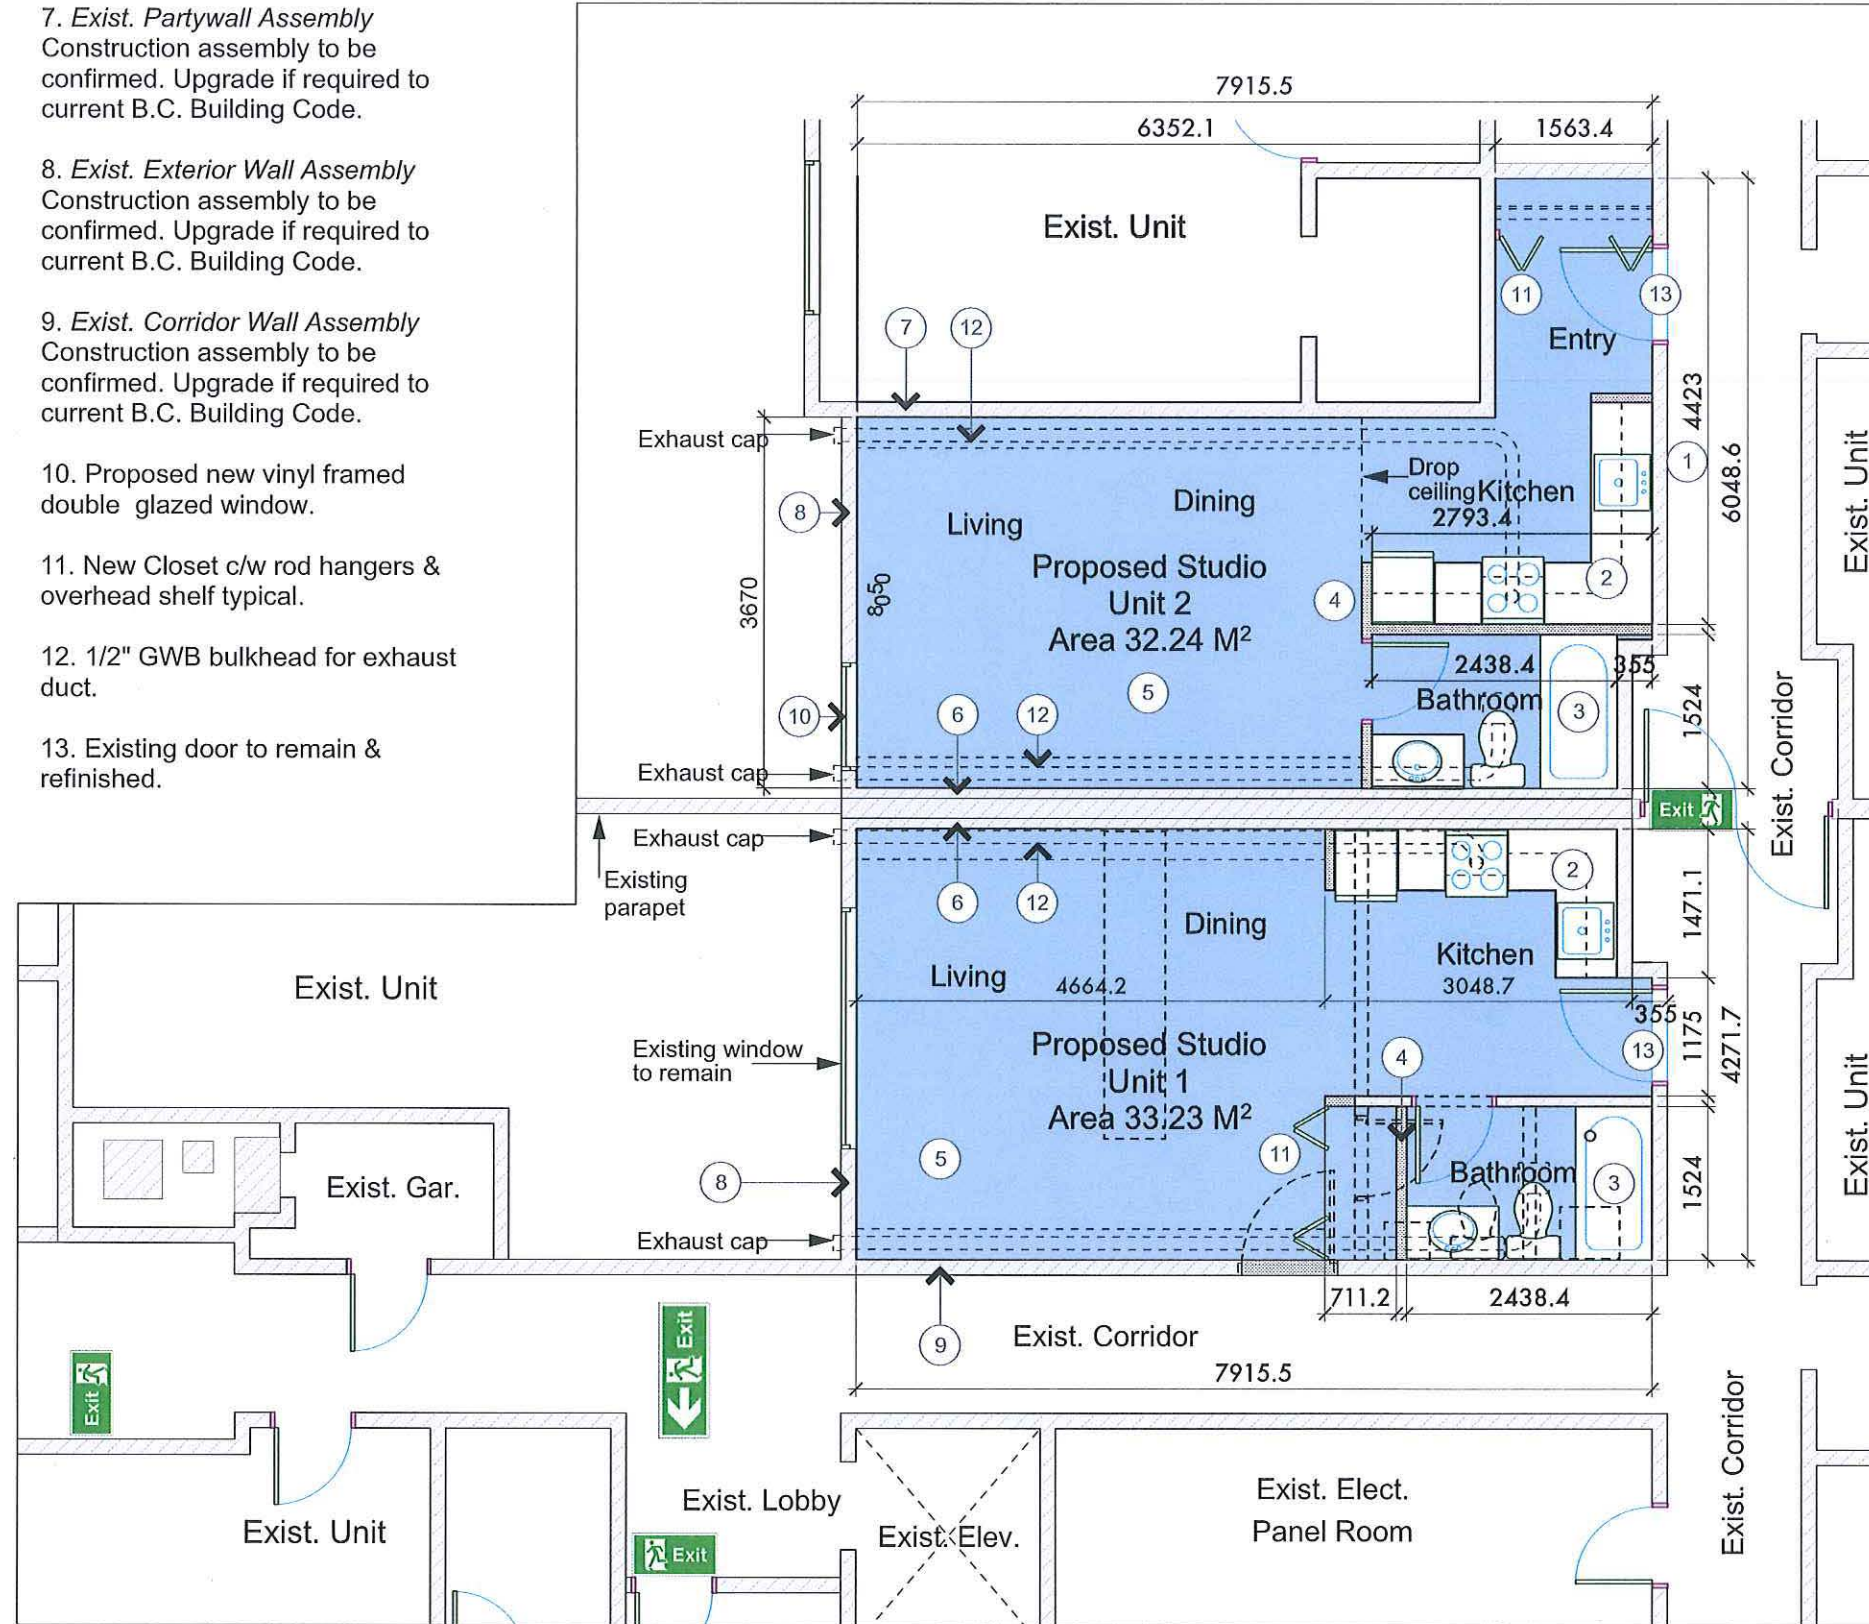 7. Exist. Partywall Assembly
Construction assembly to be
confirmed. Upgrade if required to
current B.C. Building Code.
8. Exist. Exterior Wall Assembly
Construction assembly to be
confirmed. Upgrade if required to
current B.C. Building Code.
9. Exist. Corridor Wall Assembly
Construction assembly to be
confirmed. Upgrade if required to
current B.C. Building Code.
10. Proposed new vinyl framed
double glazed window.
11. New Closet c/w rod hangers &
overhead shelf typical.
12. 1/2" GWB bulkhead for exhaust
duct.
13. Existing door to remain &
refinished.
7915.5
6352.1
1563.4
Exist. Unit
11
13
Entry
7
12
4423
6048.6
Exhaust cap
Drop
ceiling
Kitchen
2793.4
1
Exist. Unit
8
Living
Dining
Proposed Studio
Unit 2
Area 32.24 M²
3670
8050
4
2
2438.4
355
Bathroom
5
3
1524
10
6
12
Exhaust cap
Exist. Corridor
Exit
Exhaust cap
Existing
parapet
6
12
2
1471.1
Dining
Kitchen
Living
4664.2
3048.7
355
Exist. Unit
Existing window
to remain
Proposed Studio
Unit 1
Area 33.23 M²
4
13
1175
4271.7
Exist. Unit
5
11
Bathroom
3
1524
8
Exist. Gar.
Exhaust cap
711.2
2438.4
9
Exist. Corridor
7915.5
Exit
Exit
Exist. Corridor
Exist. Unit
Exist. Lobby
Exit
Exist. Elev.
Exist. Elect.
Panel Room